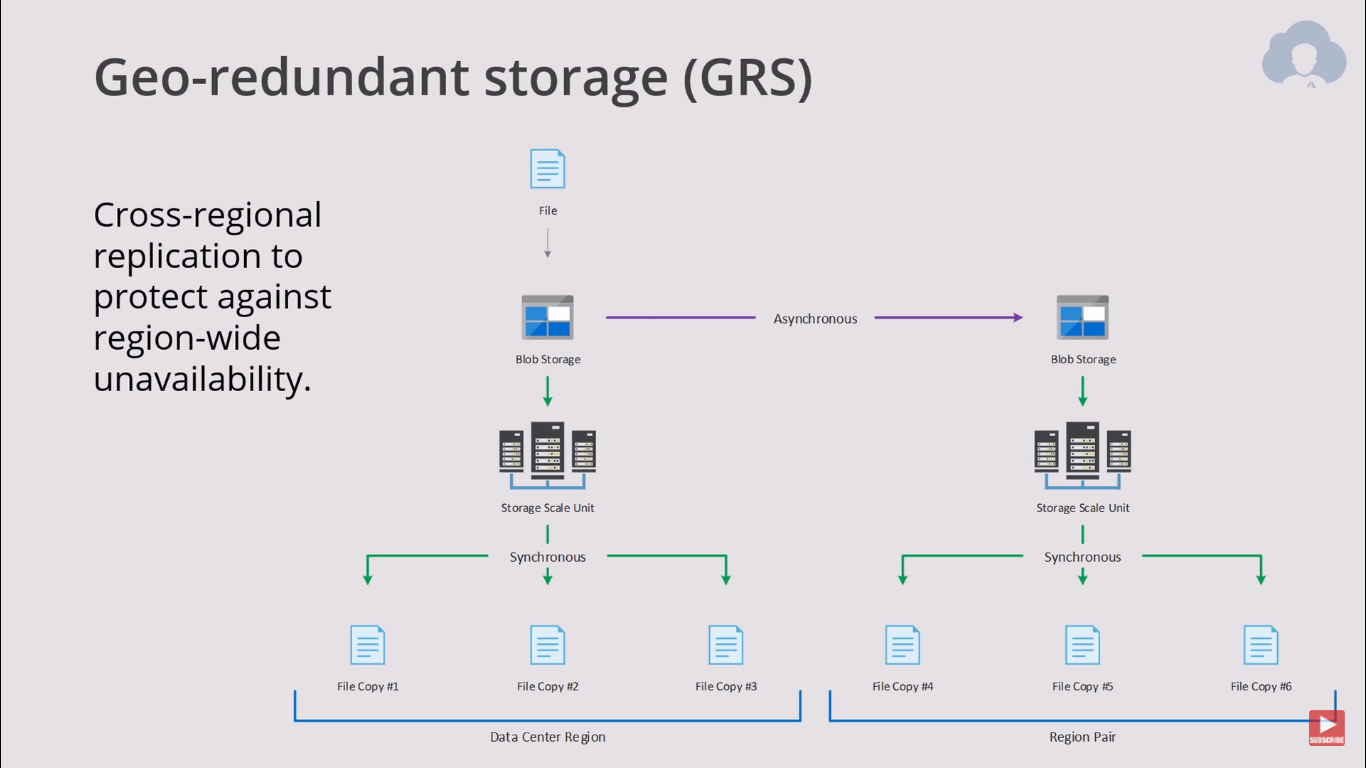 Geo-redundant storage (GRS)
Cross-regional
replication to
protect against
region-wide
unavailability.
File
Asynchronous
Blob Storage
Blob Storage
Storage Scale Unit
Storage Scale Unit
Synchronous
Synchronous
File Copy #1
File Copy #2
File Copy #3
File Copy #4
File Copy #5
File Copy #6
Data Center Region
Region Pair
SUBSCRIBE